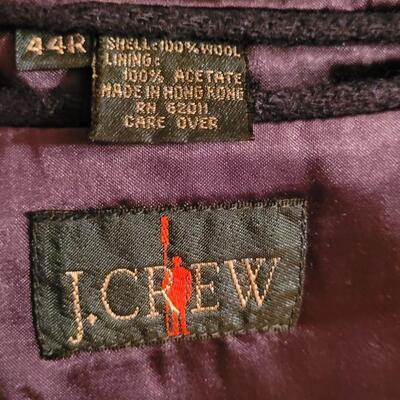 44R
SHELL: 100% WOOL
LINING:
100% ACETATE
MADE IN HONG KONG
RN 62011
CARE OVER
J.CREW